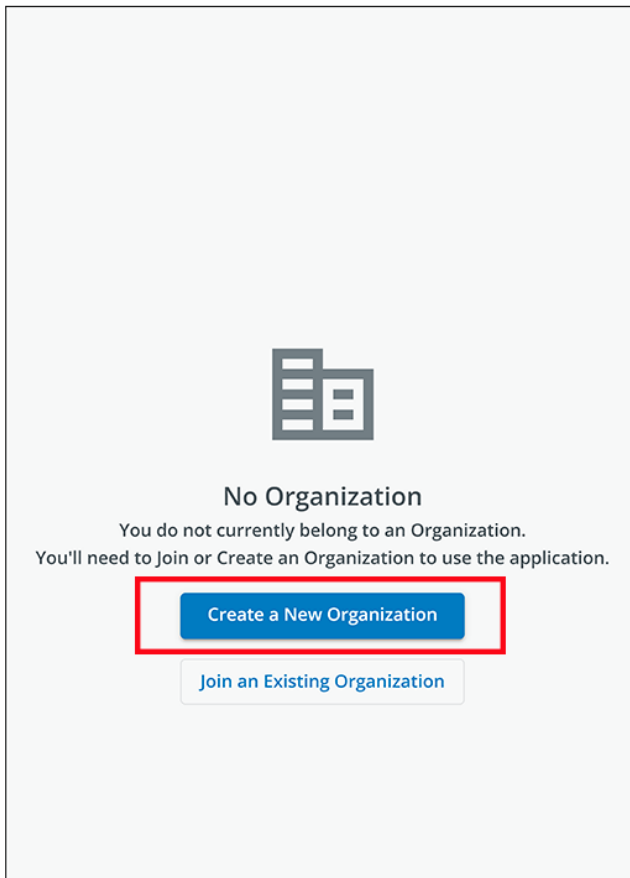 No Organization
You do not currently belong to an Organization.
You'll need to Join or Create an Organization to use the application.
Create a New Organization
Join an Existing Organization